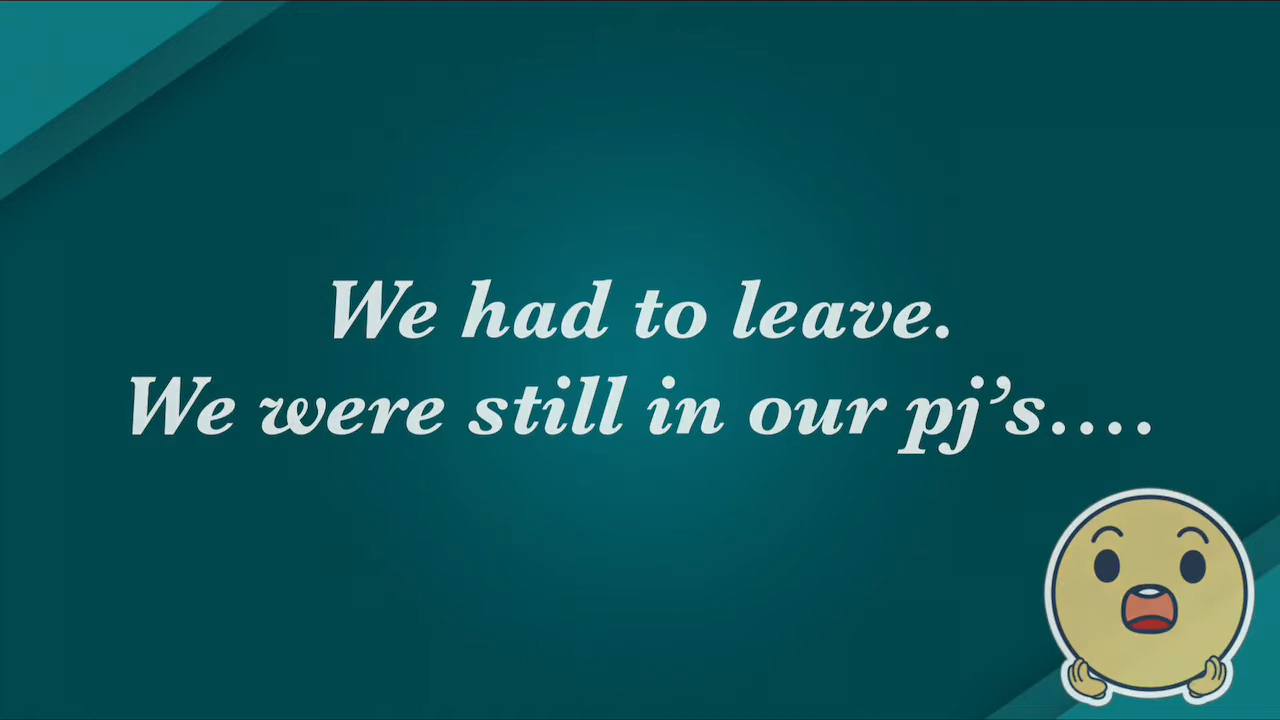 We had to leave.
We were still in our pj’s....